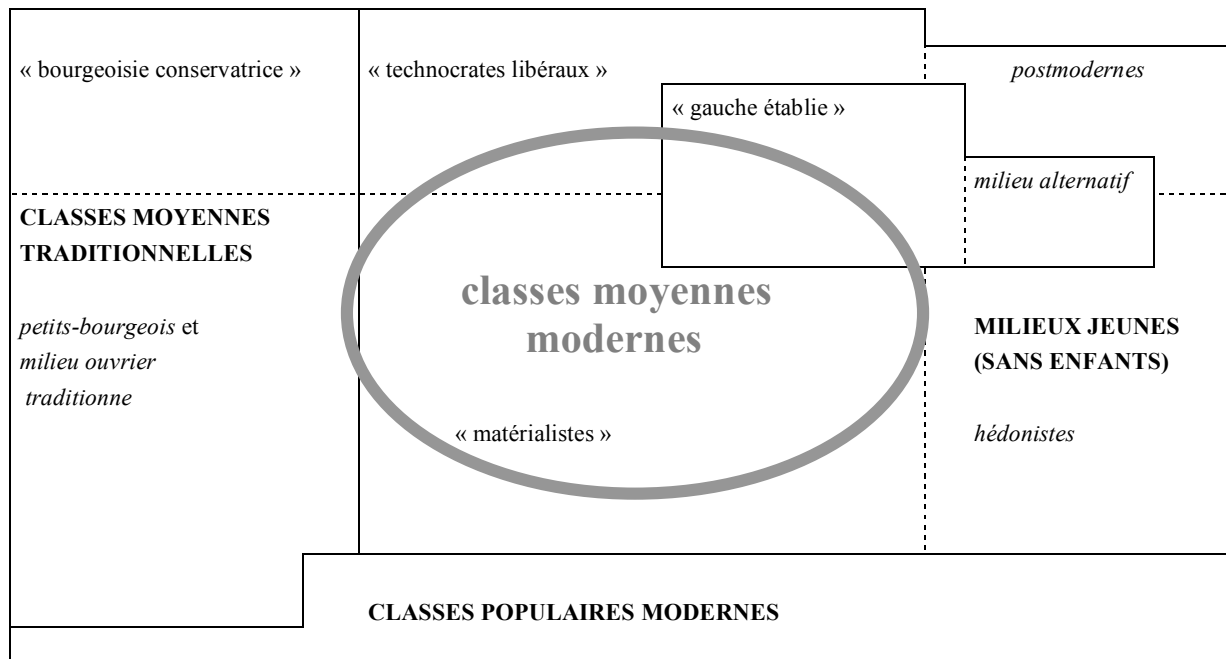 « bourgeoisie conservatrice »
« technocrates libéraux »
postmodernes
« gauche établie »
milieu alternatif
CLASSES MOYENNES
TRADITIONNELLES
classes moyennes
modernes
petits-bourgeois et
milieu ouvrier
traditionne
MILIEUX JEUNES
(SANS ENFANTS)
« matérialistes »
hédonistes
CLASSES POPULAIRES MODERNES